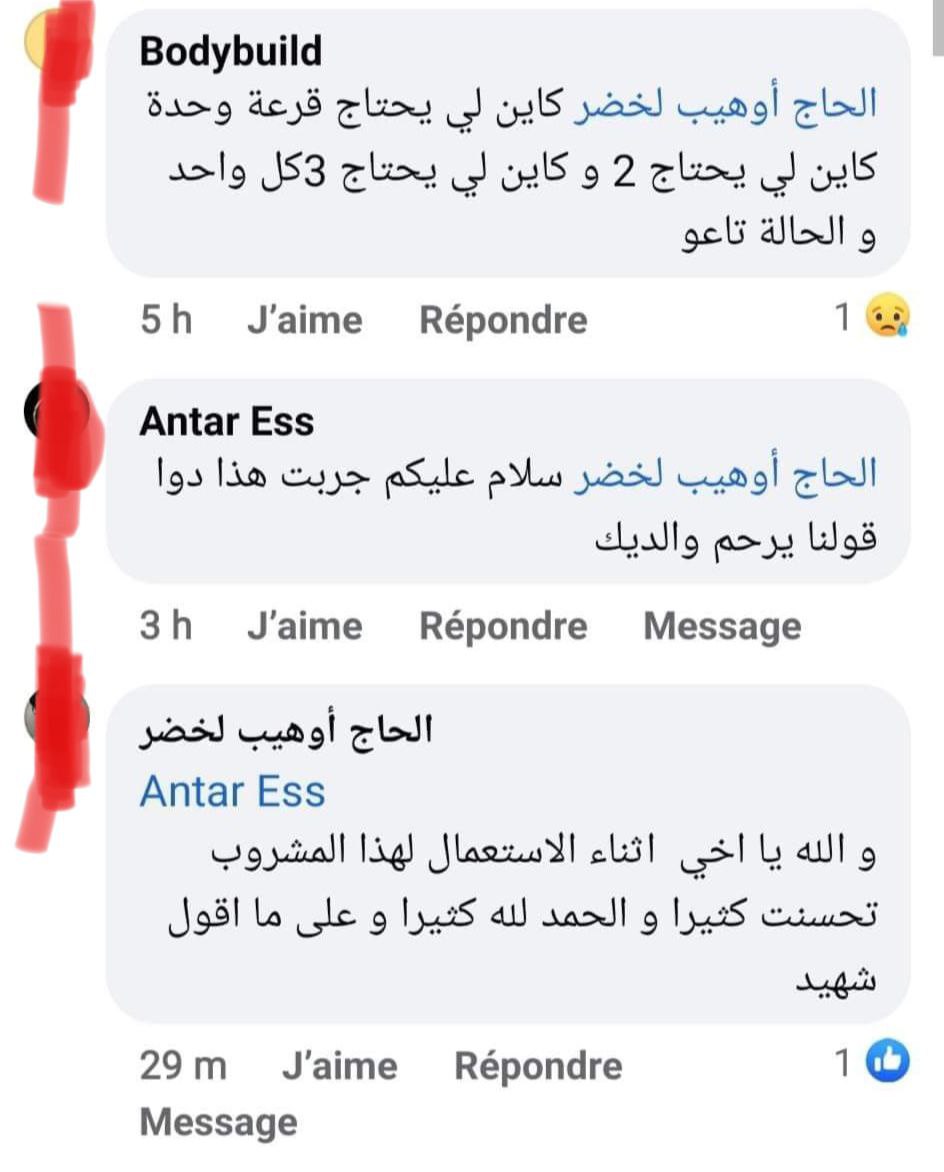 Bodybuild
الحاج أوهيب لخضر كاين لي يحتاج قرعة وحدة
كاين لي يحتاج 2 و كاين لي يحتاج 3كل واحد
و الحالة تاعو
5 h J'aime Répondre 1
Antar Ess
الحاج أوهيب لخضر سلام عليكم جربت هذا دوا
قولنا يرحم والديك
3 h J'aime Répondre Message
الحاج أوهيب لخضر
Antar Ess
و الله يا اخي اثناء الاستعمال لهذا المشروب
تحسنت كثيرا و الحمد لله كثيرا و على ما اقول
شهيد
29 m J'aime Répondre 1
Message